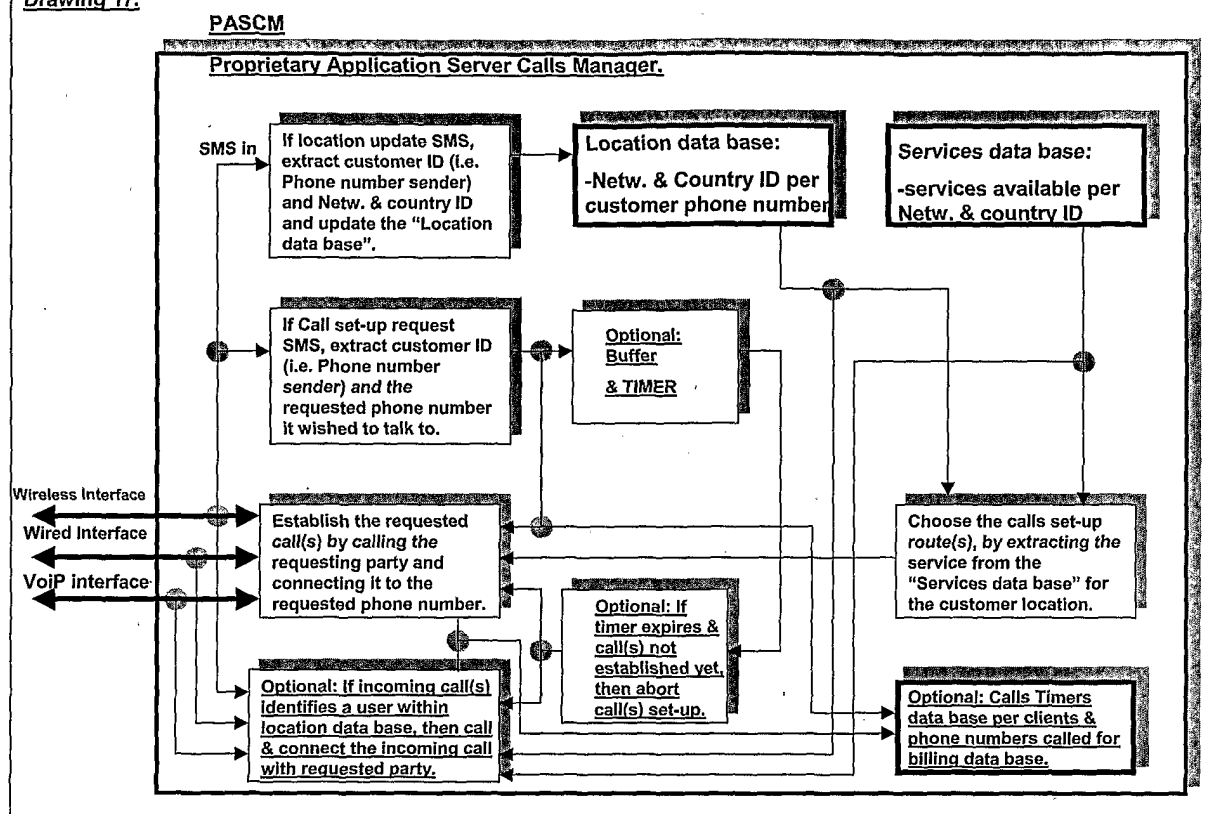 Drawing 17.
PASCM
Proprietary Application Server Calls Manager.
SMS in
If location update SMS,
extract customer ID (i.e.
Phone number sender)
and Netw. & country ID
and update the “Location
data base”.
Location data base:
-Netw. & Country ID per
customer phone number
Services data base:
-services available per
Netw. & country ID
If Call set-up request
SMS, extract customer ID
(i.e. Phone number
sender) and the
requested phone number
it wished to talk to.
Optional:
Buffer
& TIMER
Wireless Interface
Wired Interface
VoiP interface
Establish the requested
call(s) by calling the
requesting party and
connecting it to the
requested phone number.
Choose the calls set-up
route(s), by extracting the
service from the
“Services data base” for
the customer location.
Optional: If
timer expires &
call(s) not
established yet,
then abort
call(s) set-up.
Optional: If incoming call(s)
identifies a user within
location data base, then call
& connect the incoming call
with requested party.
Optional: Calls Timers
data base per clients &
phone numbers called for
billing data base.